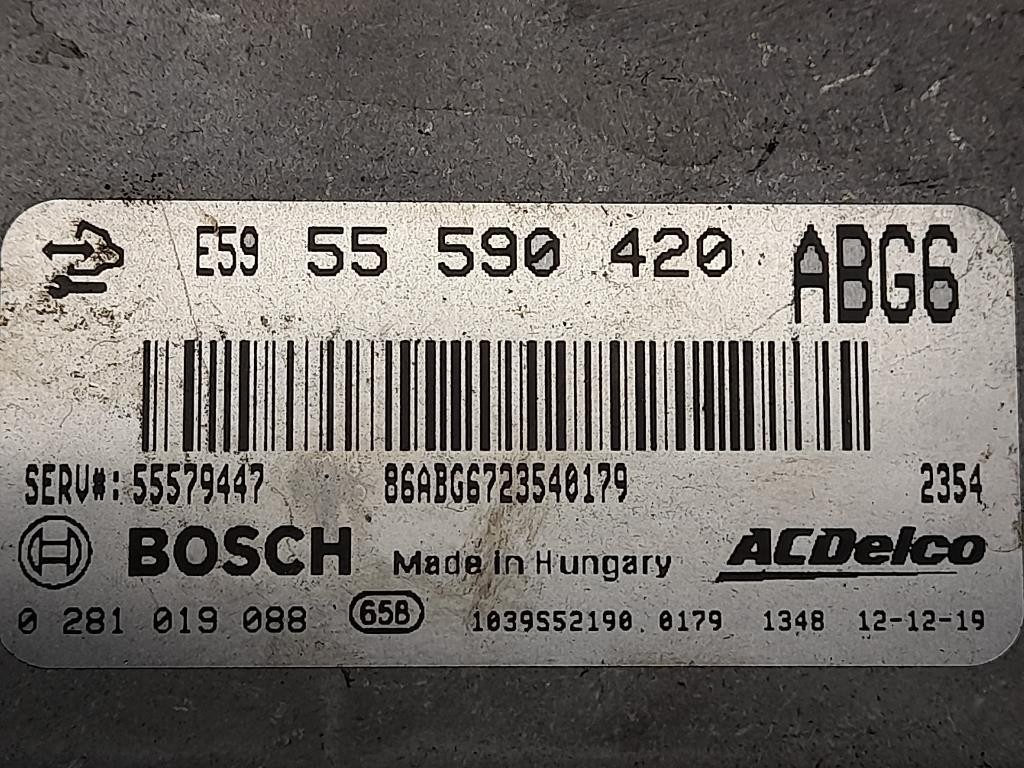 E59 55 590 420 ABG6
SERV#: 55579447 86ABG6723540179 2354
BOSCH Made in Hungary ACDelco
0 281 019 088 65B 1039S52190 0179 1348 12-12-19